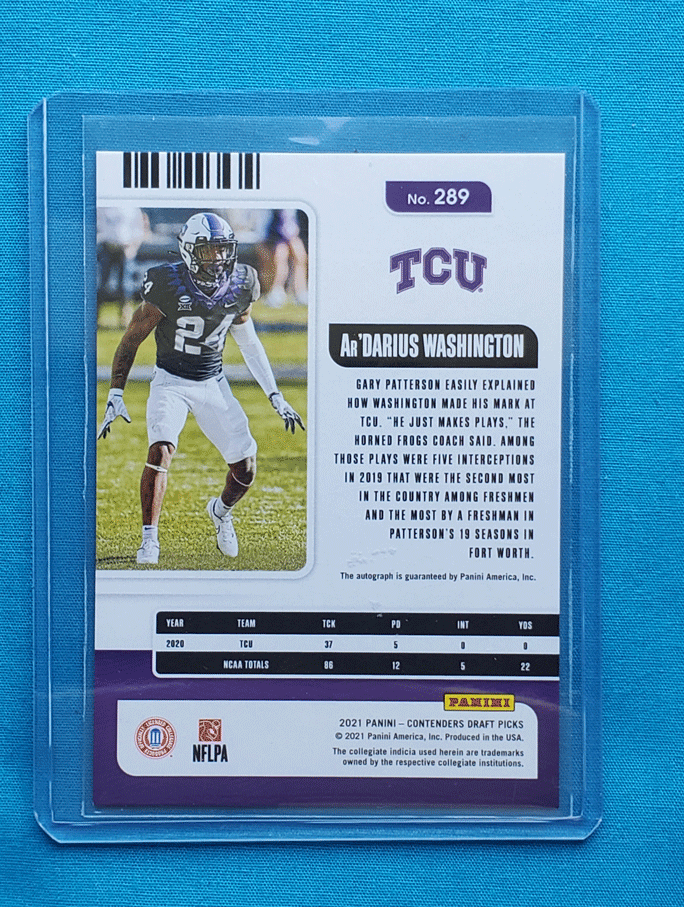 No. 289
TCU
24
AR'DARIUS WASHINGTON
GARY PATTERSON EASILY EXPLAINED
HOW WASHINGTON MADE HIS MARK AT
TCU. "HE JUST MAKES PLAYS," THE
HORNED FROGS COACH SAID. AMONG
THOSE PLAYS WERE FIVE INTERCEPTIONS
IN 2019 THAT WERE THE SECOND MOST
IN THE COUNTRY AMONG FRESHMEN
AND THE MOST BY A FRESHMAN IN
PATTERSON'S 19 SEASONS IN
FORT WORTH.
The autograph is guaranteed by Panini America, Inc.
YEAR TEAM TCK PD INT YDS
2020 TCU 37 5 0 0
NCAA TOTALS 86 12 5 22
PANINI
2021 PANINI – CONTENDERS DRAFT PICKS
© 2021 Panini America, Inc. Produced in the USA.
The collegiate indicia used herein are trademarks
owned by the respective collegiate institutions.
NFLPA